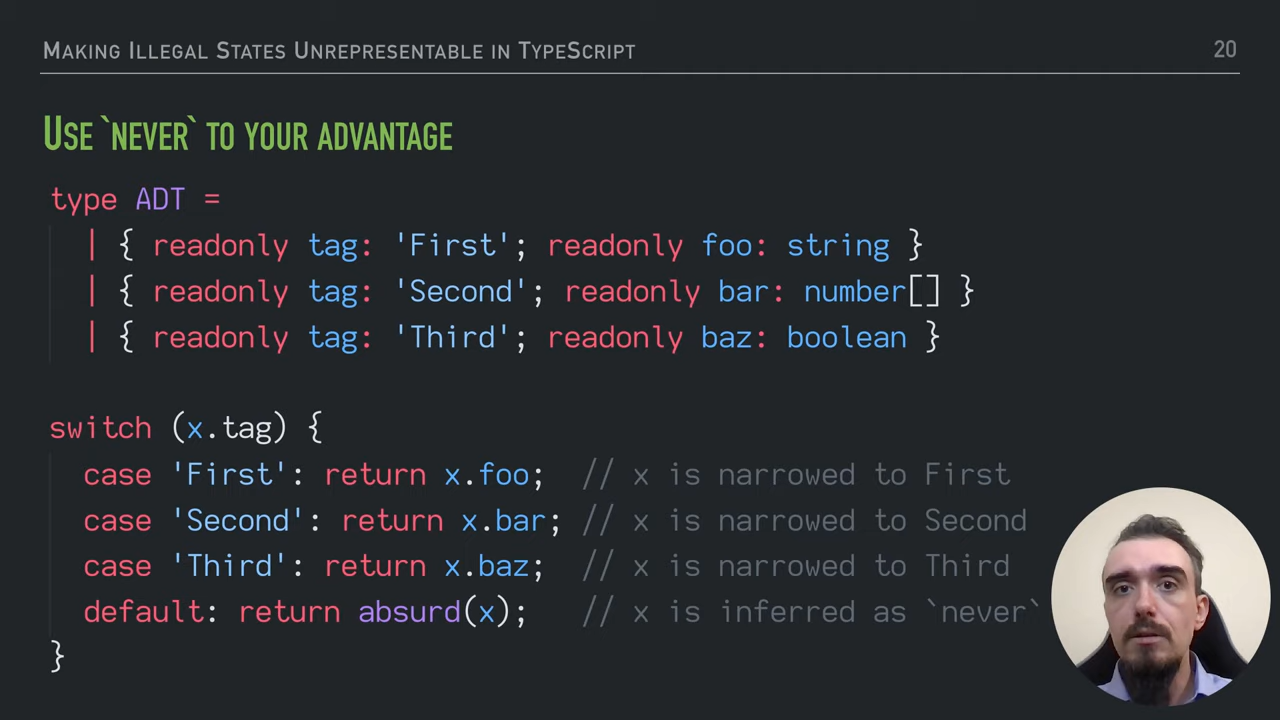 Making Illegal States Unrepresentable in TypeScript
20
Use `never` to your advantage
type ADT =
| { readonly tag: 'First'; readonly foo: string }
| { readonly tag: 'Second'; readonly bar: number[] }
| { readonly tag: 'Third'; readonly baz: boolean }
switch (x.tag) {
case 'First': return x.foo; // x is narrowed to First
case 'Second': return x.bar; // x is narrowed to Second
case 'Third': return x.baz; // x is narrowed to Third
default: return absurd(x); // x is inferred as `never`
}